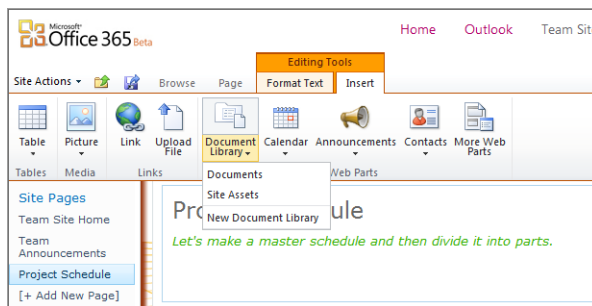 Microsoft
Office 365 Beta
Home Outlook Team Sit
Editing Tools
Site Actions Browse Page Format Text Insert
Table Picture Link Upload File Document Library Calendar Announcements Contacts More Web Parts
Tables Media Links Web Parts
Documents
Site Assets
New Document Library
Site Pages
Team Site Home
Team
Announcements
Project Schedule
[+ Add New Page]
Pro ule
Let's make a master schedule and then divide it into parts.